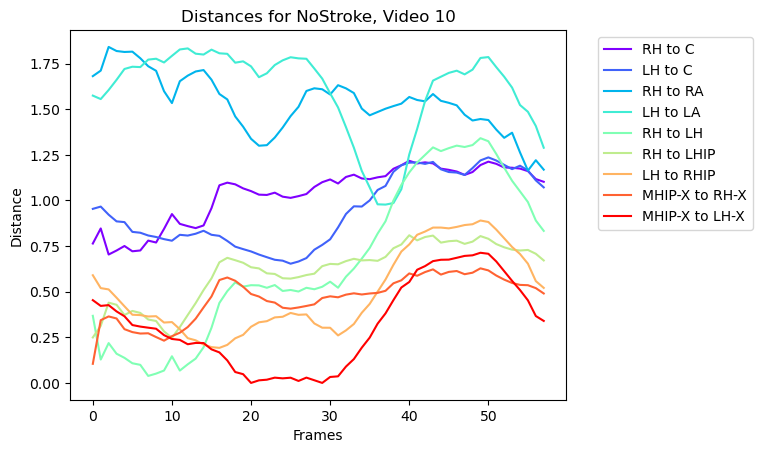 Distances for NoStroke, Video 10
Distance
1.75
1.50
1.25
1.00
0.75
0.50
0.25
0.00
0
10
20
30
40
50
Frames
RH to C
LH to C
RH to RA
LH to LA
RH to LH
RH to LHIP
LH to RHIP
MHIP-X to RH-X
MHIP-X to LH-X